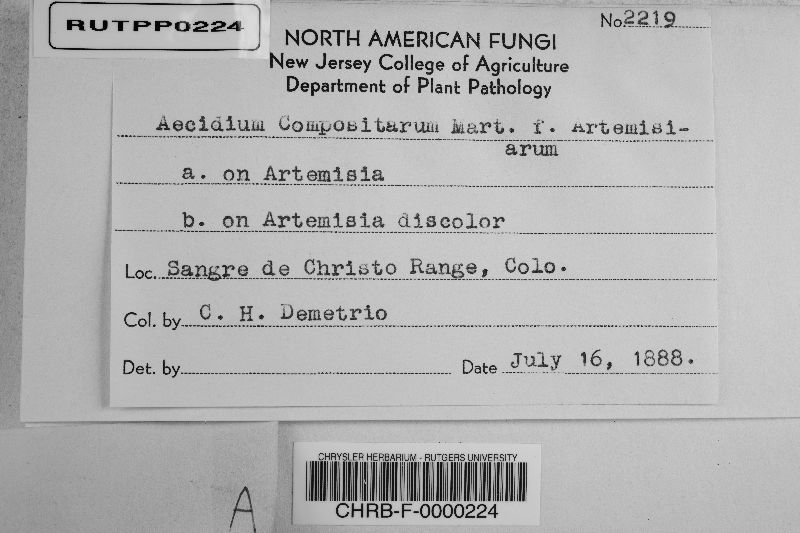 RUTPP0224
No 2219
NORTH AMERICAN FUNGI
New Jersey College of Agriculture
Department of Plant Pathology
Aecidium Compositarum Mart. f. Artemisi-
arum
a. on Artemisia
b. on Artemisia discolor
Loc. Sangre de Christo Range, Colo.
Col. by C. H. Demetrio
Det. by
Date July 16, 1888.
CHRYSLER HERBARIUM - RUTGERS UNIVERSITY
CHRB-F-0000224
A